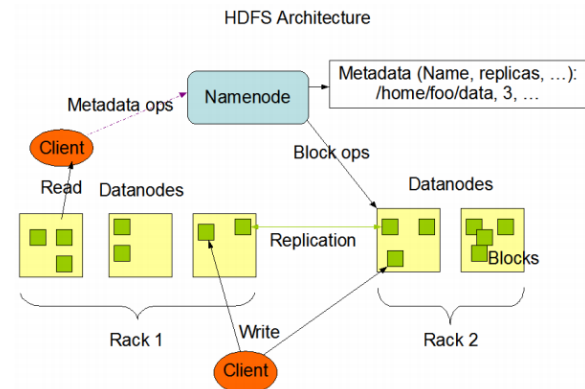 HDFS Architecture
Metadata (Name, replicas, …):
/home/foo/data, 3, …
Namenode
Metadata ops
Client
Block ops
Read
Datanodes
Datanodes
Replication
Blocks
Rack 1
Write
Rack 2
Client